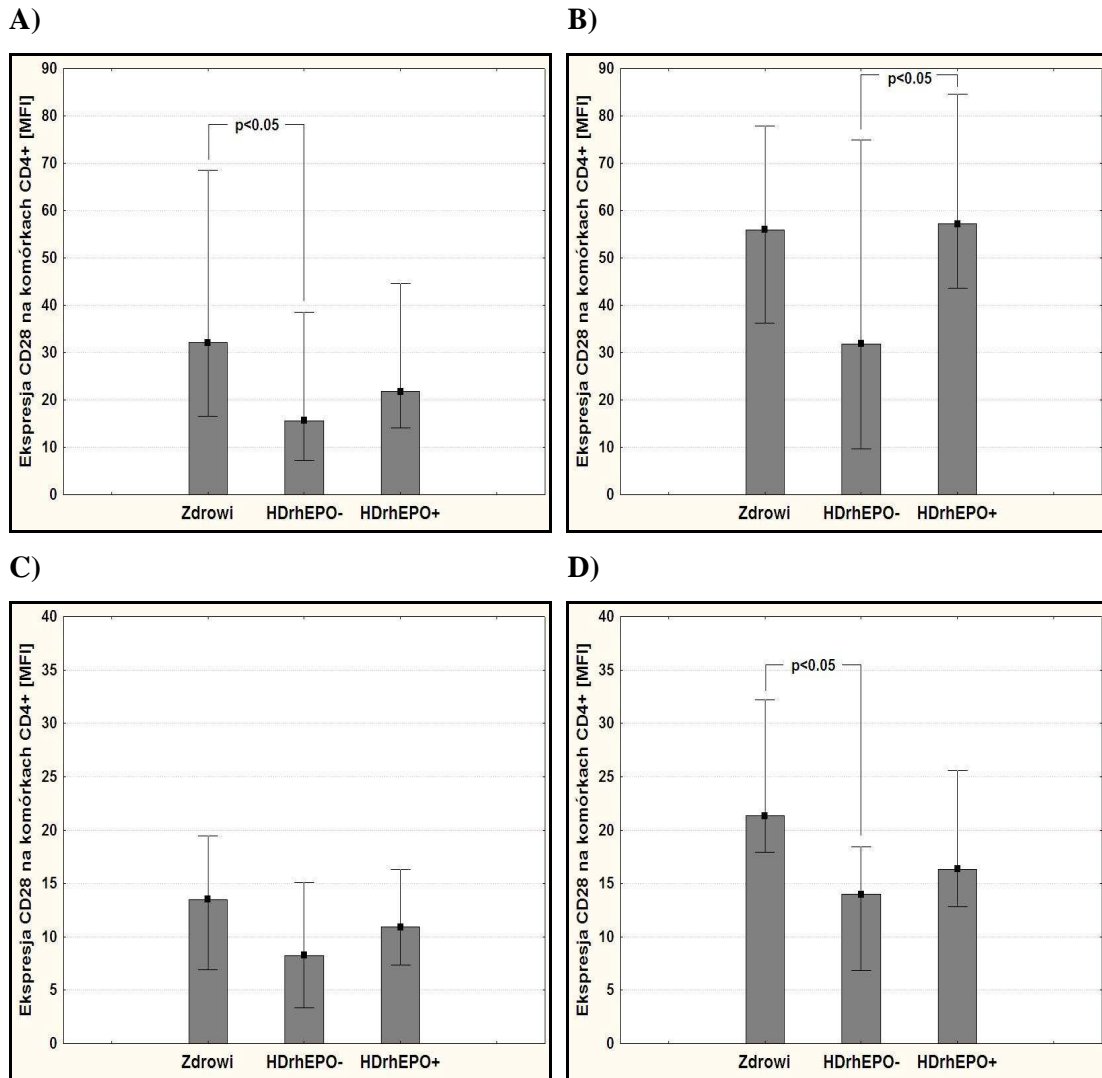 A)
B)
Ekspresja CD28 na komórkach CD4+ [MFI]
90
80
70
60
50
40
30
20
10
0
p<0.05
Zdrowi HDrhEPO- HDrhEPO+
Ekspresja CD28 na komórkach CD4+ [MFI]
90
80
70
60
50
40
30
20
10
0
p<0.05
Zdrowi HDrhEPO- HDrhEPO+
C)
D)
Ekspresja CD28 na komórkach CD4+ [MFI]
40
35
30
25
20
15
10
5
0
Zdrowi HDrhEPO- HDrhEPO+
Ekspresja CD28 na komórkach CD4+ [MFI]
40
35
30
25
20
15
10
5
0
p<0.05
Zdrowi HDrhEPO- HDrhEPO+